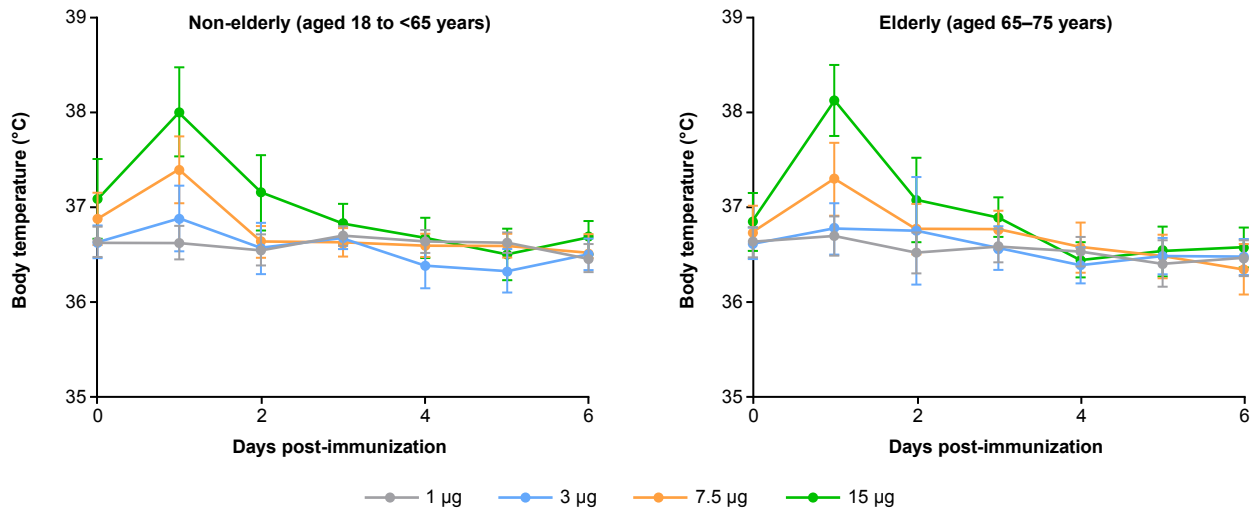 Non-elderly (aged 18 to <65 years)
Body temperature (°C)
39
38
37
36
35
0
2
4
6
Days post-immunization
Elderly (aged 65–75 years)
Body temperature (°C)
39
38
37
36
35
0
2
4
6
Days post-immunization
1 µg
3 µg
7.5 µg
15 µg